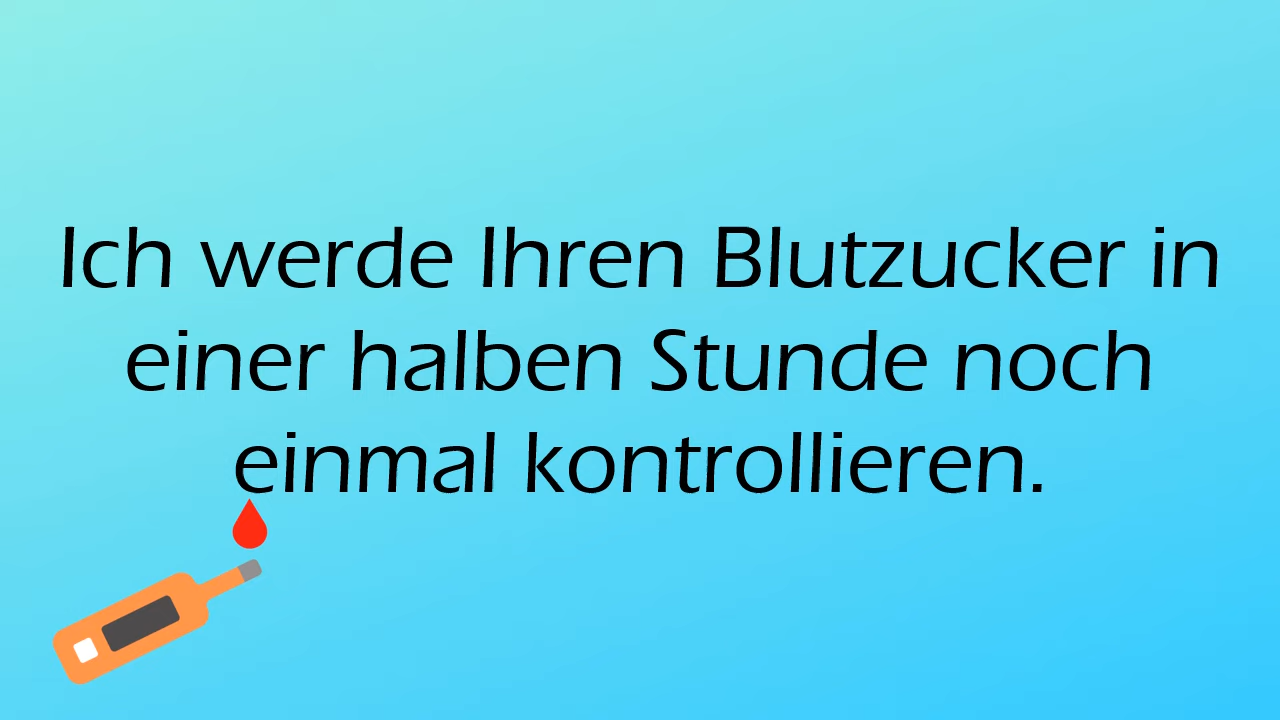 Ich werde Ihren Blutzucker in
einer halben Stunde noch
einmal kontrollieren.